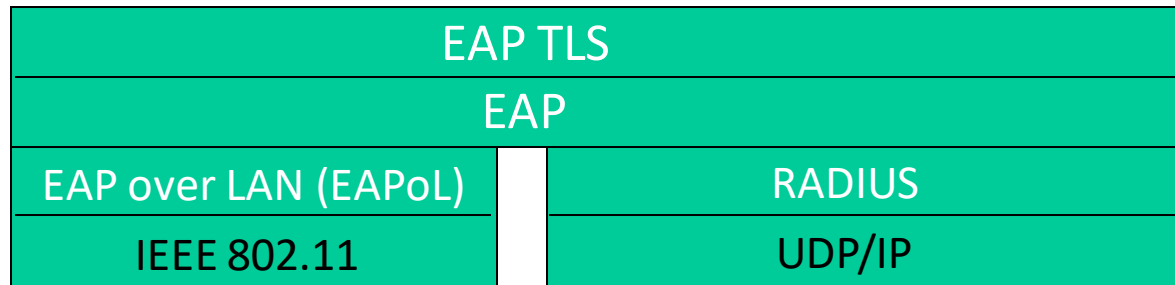 EAP TLS
EAP
EAP over LAN (EAPoL)
RADIUS
IEEE 802.11
UDP/IP